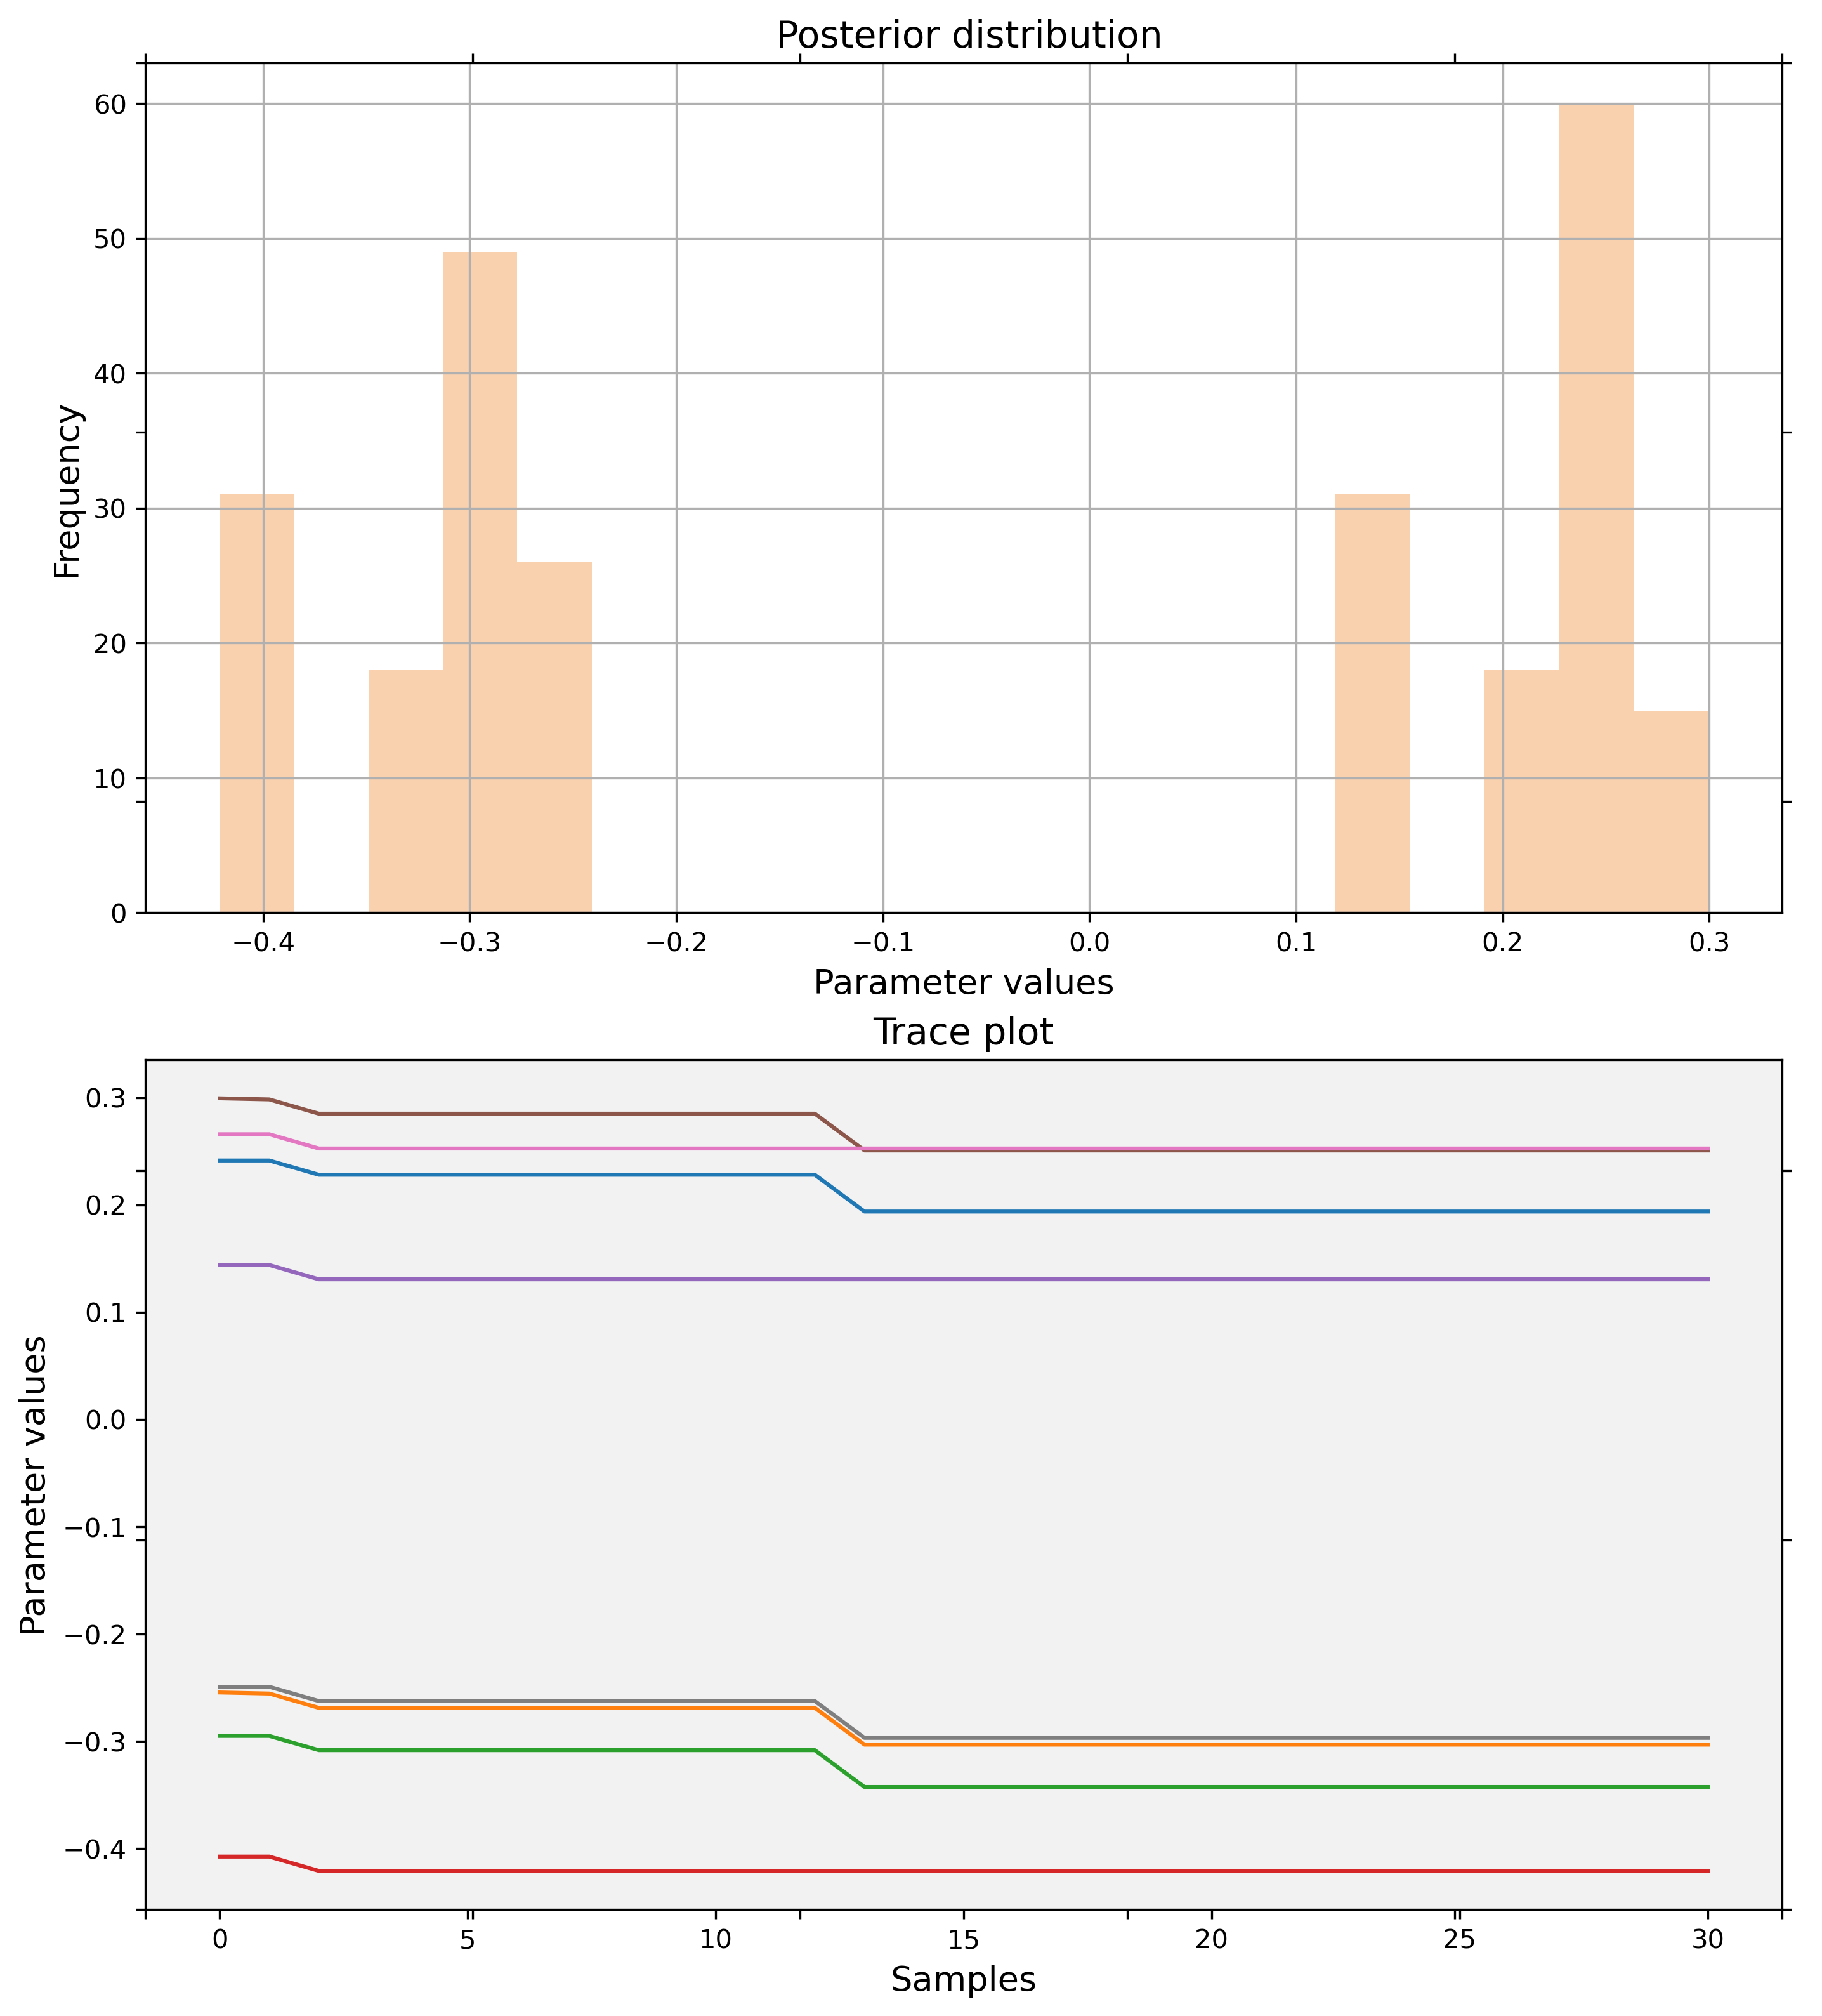 Posterior distribution
60
50
40
30
20
10
0
Frequency
−0.4 −0.3 −0.2 −0.1 0.0 0.1 0.2 0.3
Parameter values
Trace plot
0.3
0.2
0.1
0.0
−0.1
−0.2
−0.3
−0.4
Parameter values
0 5 10 15 20 25 30
Samples